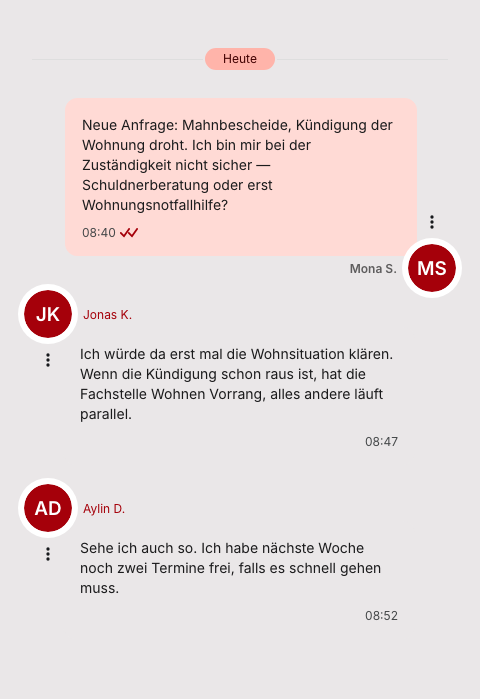 Heute
Neue Anfrage: Mahnbescheide, Kündigung der
Wohnung droht. Ich bin mir bei der
Zuständigkeit nicht sicher —
Schuldnerberatung oder erst
Wohnungsnotfallhilfe?
08:40
Mona S.
MS
JK
Jonas K.
Ich würde da erst mal die Wohnsituation klären.
Wenn die Kündigung schon raus ist, hat die
Fachstelle Wohnen Vorrang, alles andere läuft
parallel.
08:47
AD
Aylin D.
Sehe ich auch so. Ich habe nächste Woche
noch zwei Termine frei, falls es schnell gehen
muss.
08:52